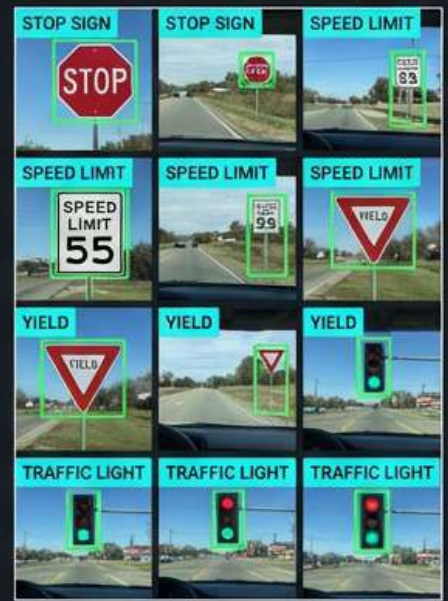 STOP SIGN
STOP SIGN
SPEED LIMIT
STOP
SPEED LIMIT
SPEED LIMIT
SPEED LIMIT
SPEED
LIMIT
55
99
YIELD
YIELD
YIELD
YIELD
TRAFFIC LIGHT
TRAFFIC LIGHT
TRAFFIC LIGHT